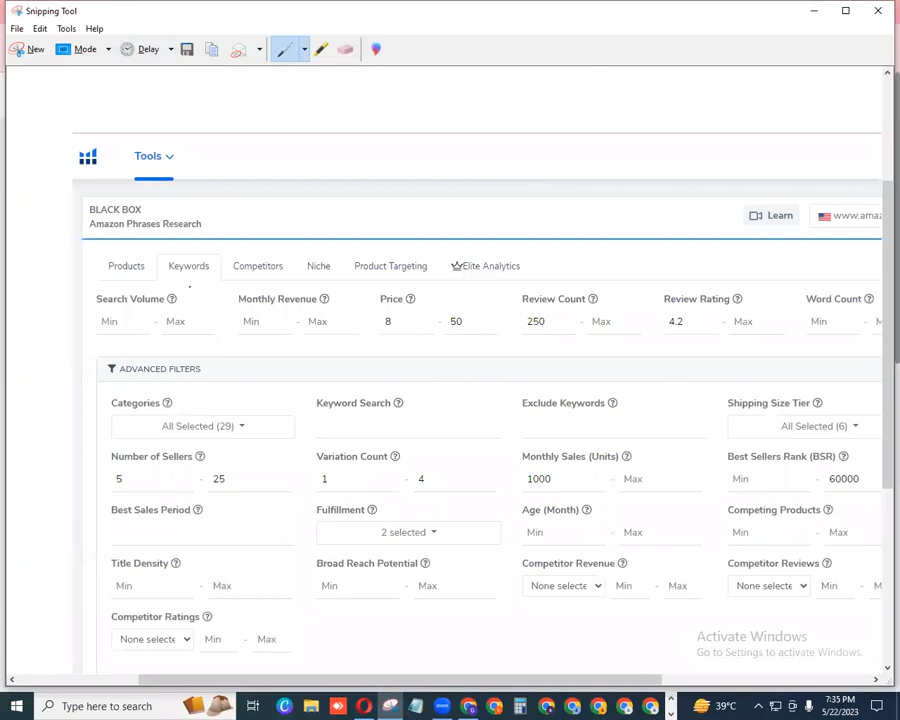 Snipping Tool
File Edit Tools Help
New Mode Delay
Tools
BLACK BOX
Amazon Phrases Research
Learn www.amaz
Products Keywords Competitors Niche Product Targeting Elite Analytics
Search Volume Monthly Revenue Price Review Count Review Rating Word Count
Min - Max Min - Max 8 - 50 250 - Max 4.2 - Max Min - M
ADVANCED FILTERS
Categories Keyword Search Exclude Keywords Shipping Size Tier
All Selected (29) All Selected (6)
Number of Sellers Variation Count Monthly Sales (Units) Best Sellers Rank (BSR)
5 - 25 1 - 4 1000 - Max Min - 60000
Best Sales Period Fulfillment Age (Month) Competing Products
2 selected Min - Max Min - Max
Title Density Broad Reach Potential Competitor Revenue Competitor Reviews
Min - Max Min - Max None selecte Min - Max None selecte Min - M
Competitor Ratings
None selecte Min - Max
Activate Windows
Go to Settings to activate Windows.
Type here to search
39°C
7:35 PM
5/22/2023